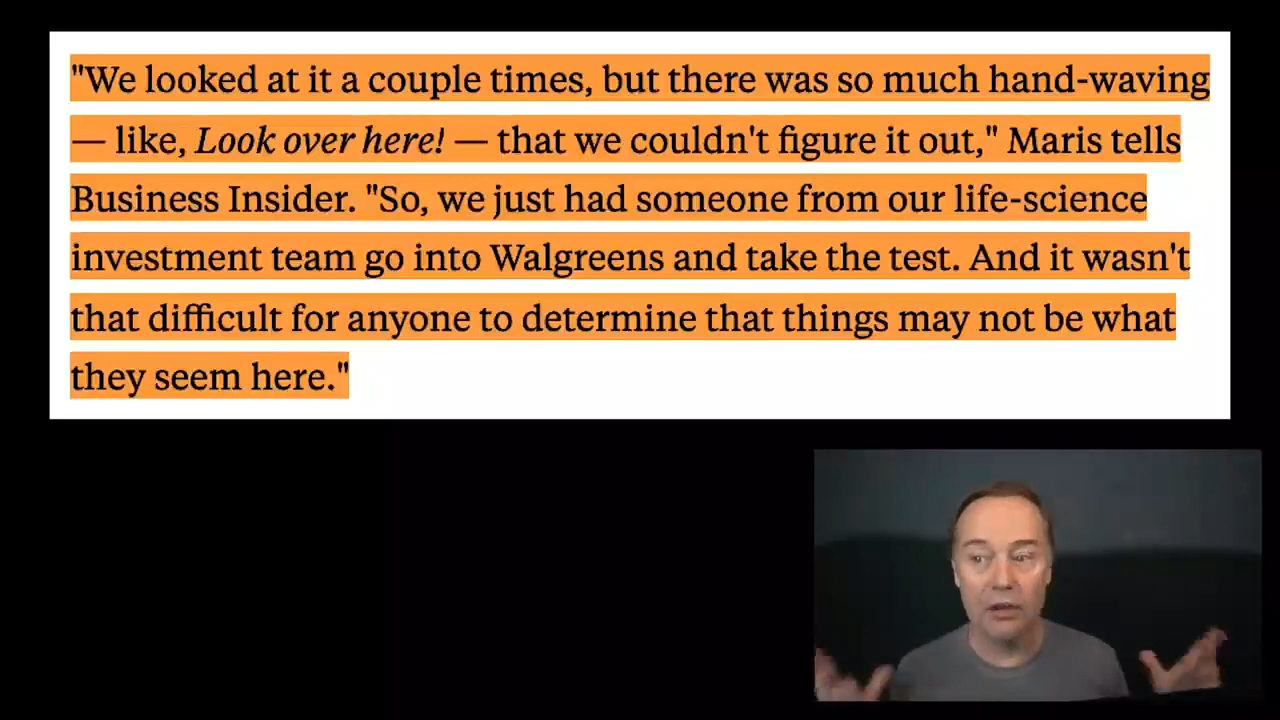 "We looked at it a couple times, but there was so much hand-waving
— like, Look over here! — that we couldn't figure it out," Maris tells
Business Insider. "So, we just had someone from our life-science
investment team go into Walgreens and take the test. And it wasn't
that difficult for anyone to determine that things may not be what
they seem here."